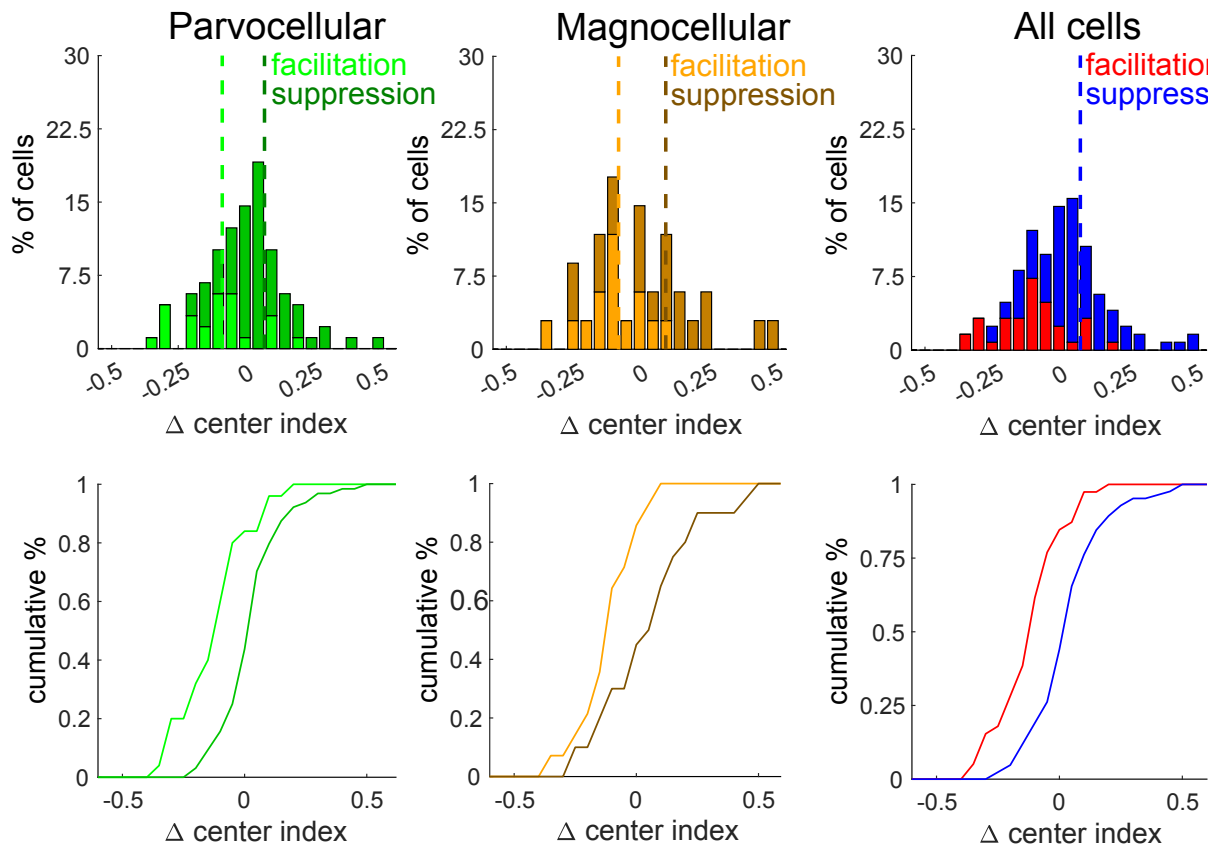 Parvocellular
30
22.5
15
7.5
0
% of cells
facilitation
suppression
-0.5
-0.25
0
0.25
0.5
Δ center index
Magnocellular
30
22.5
15
7.5
0
% of cells
facilitation
suppression
-0.5
-0.25
0
0.25
0.5
Δ center index
All cells
30
22.5
15
7.5
0
% of cells
facilitation
suppress
-0.5
-0.25
0
0.25
0.5
Δ center index
1
0.8
0.6
0.4
0.2
0
cumulative %
-0.5
0
0.5
Δ center index
1
0.8
0.6
0.4
0.2
0
cumulative %
-0.5
0
0.5
Δ center index
1
0.75
0.5
0.25
0
cumulative %
-0.5
0
0.5
Δ center index